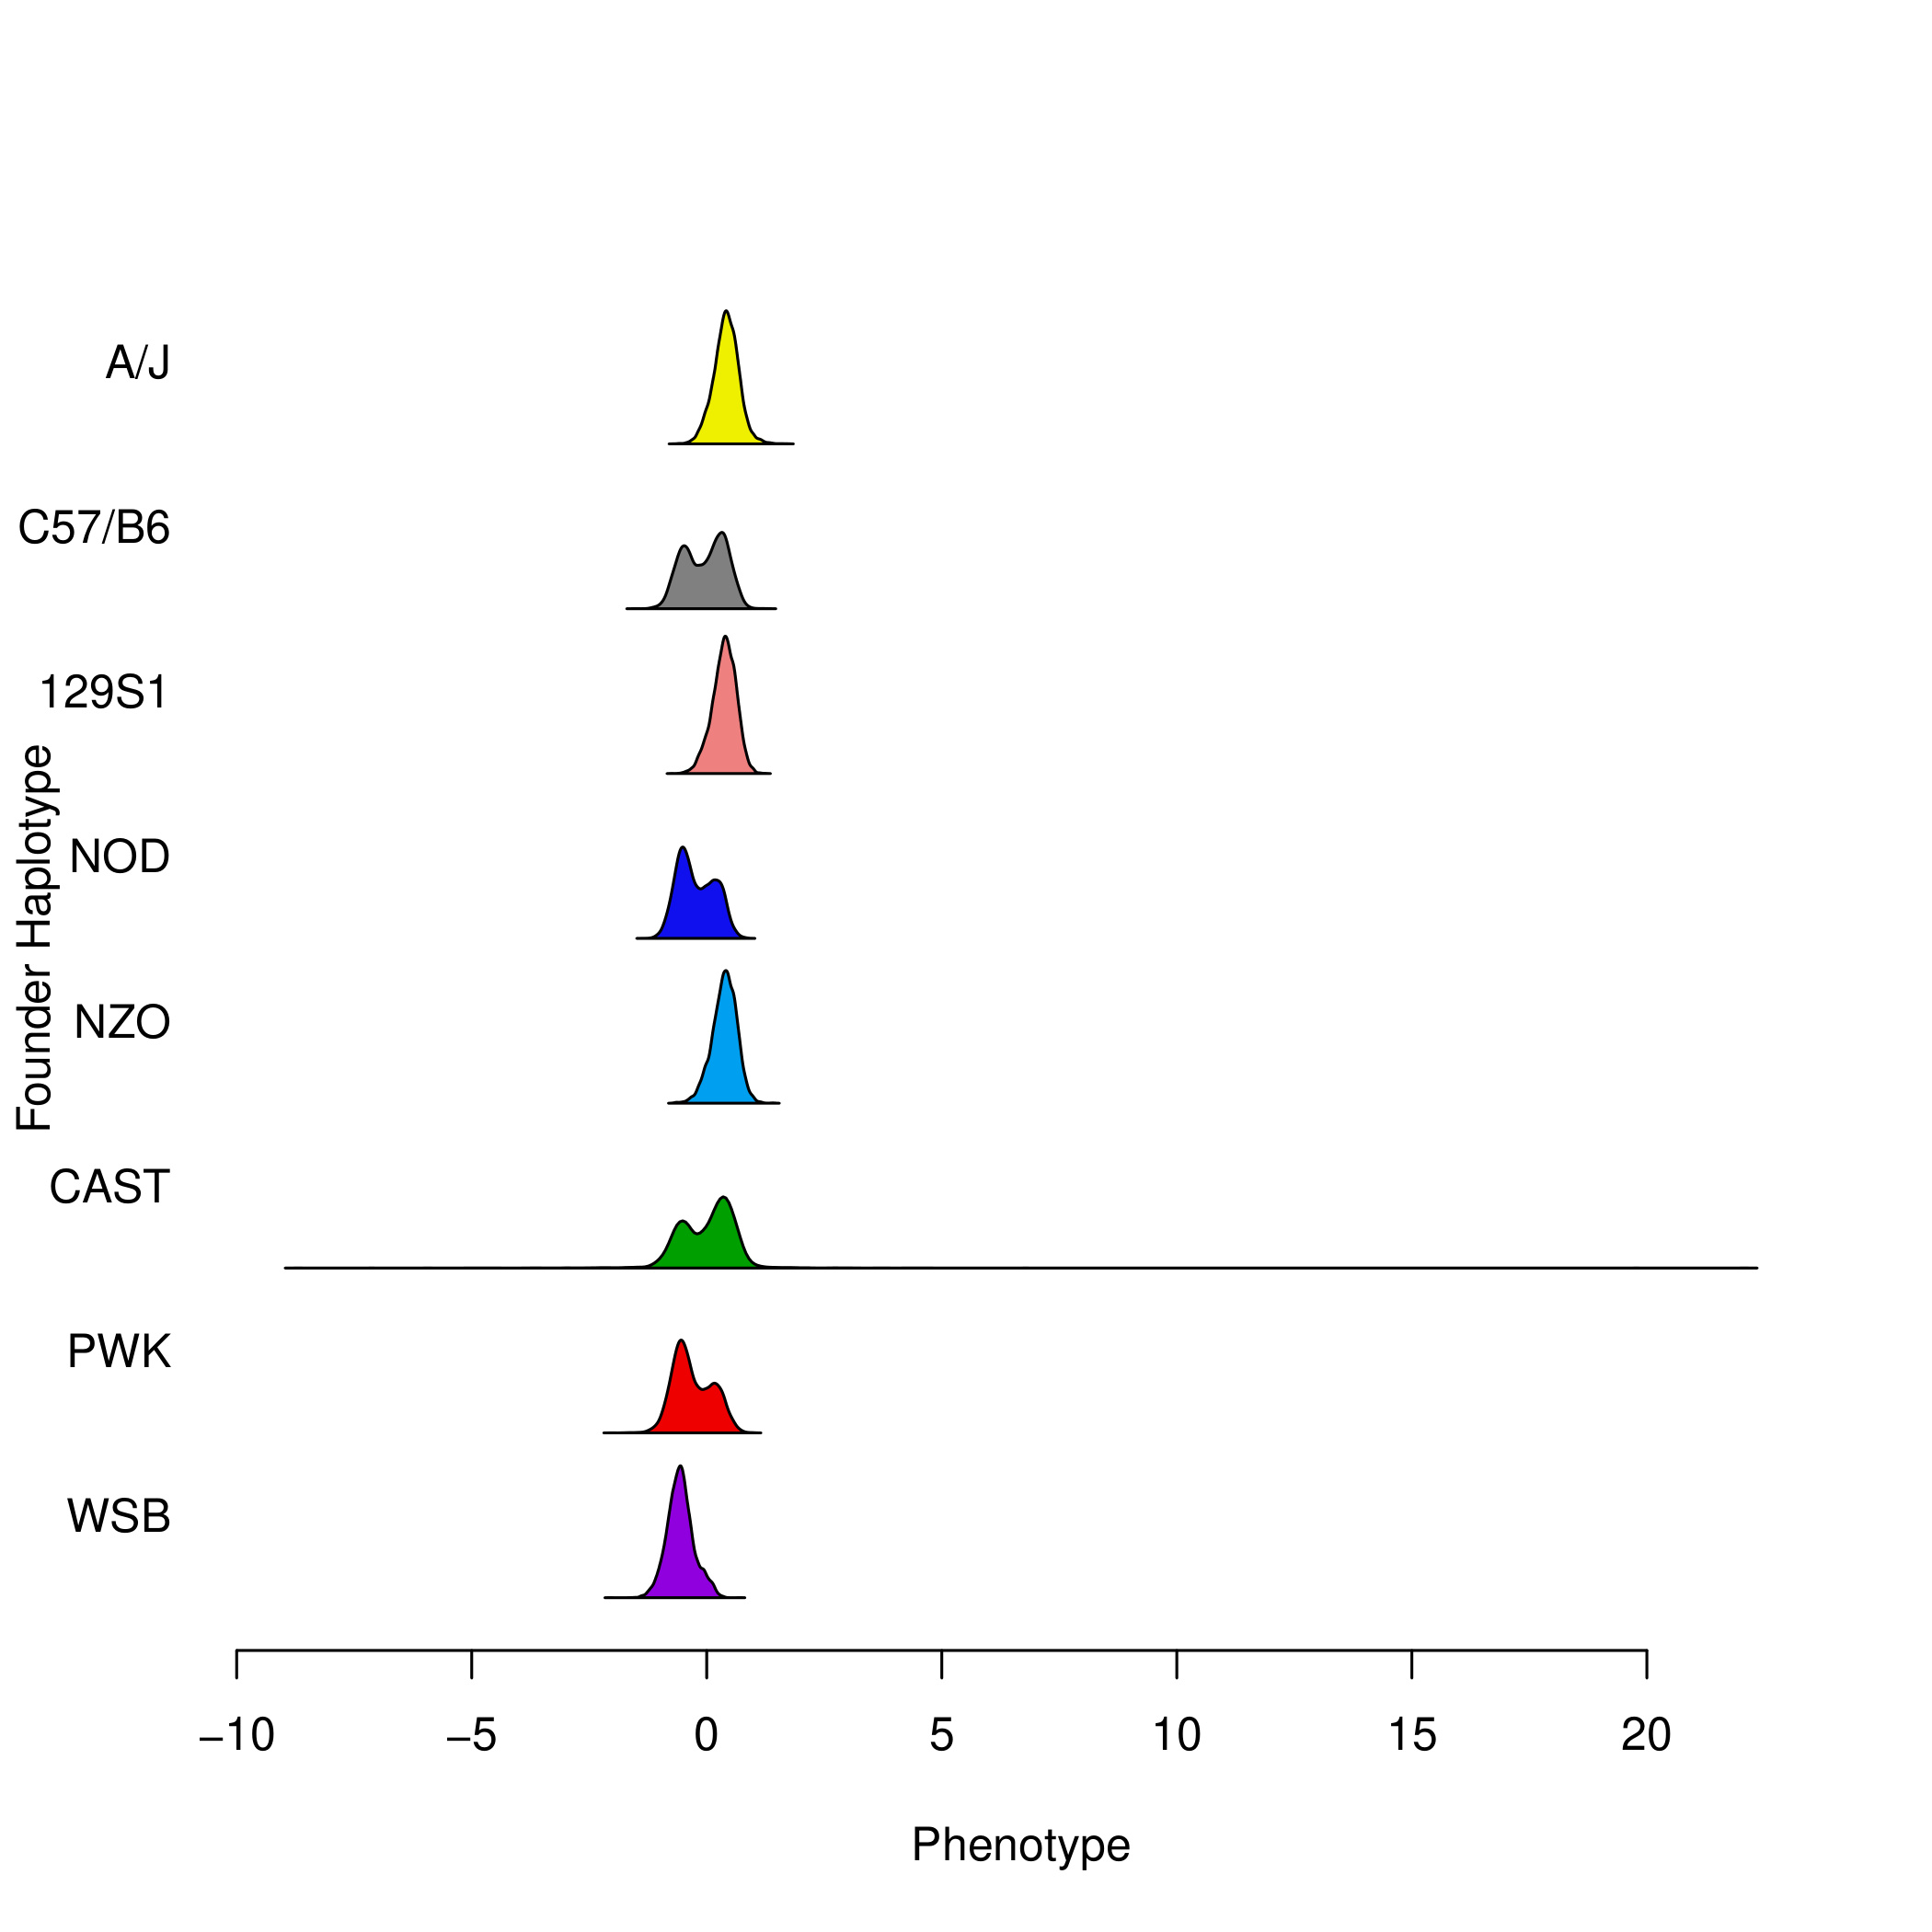 A/J
C57/B6
129S1
NOD
NZO
CAST
PWK
WSB
Founder Haplotype
−10 −5 0 5 10 15 20
Phenotype